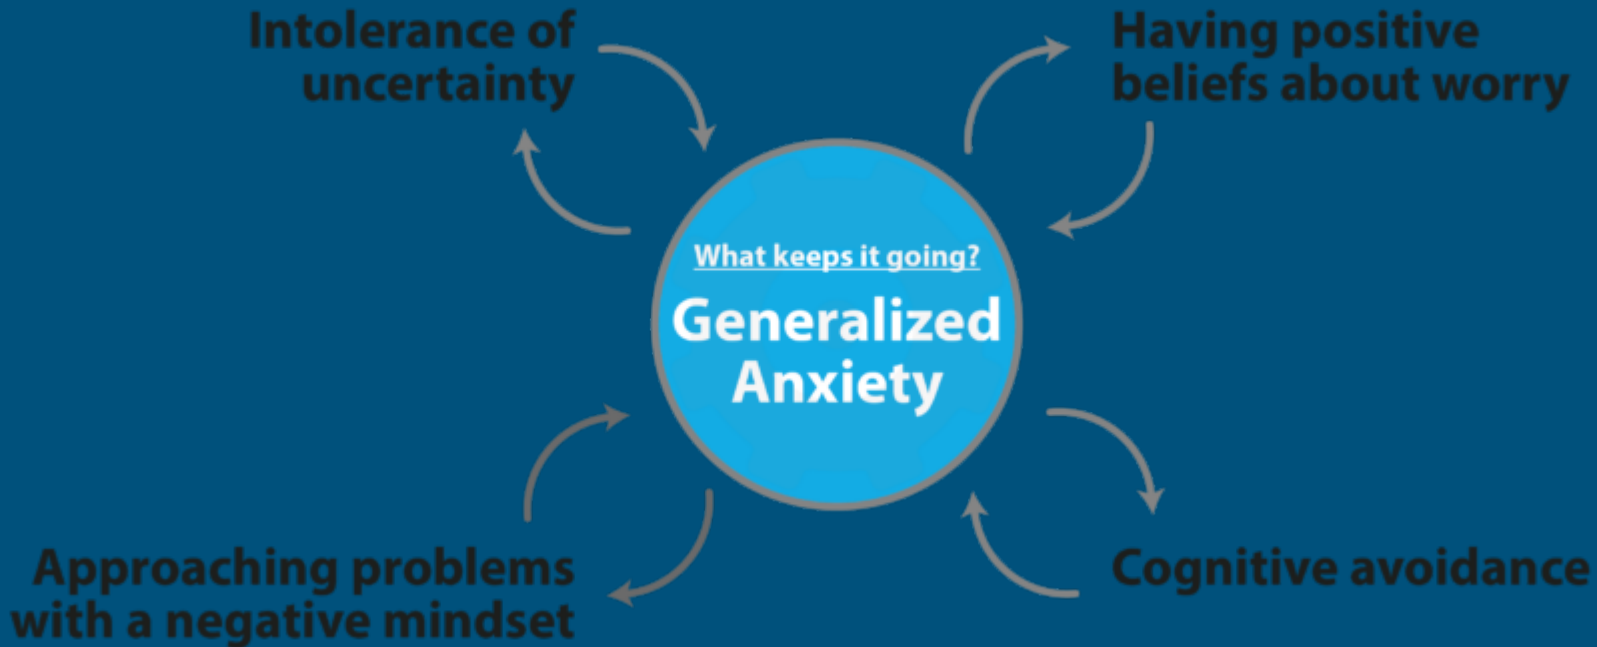 Intolerance of
uncertainty
Having positive
beliefs about worry
What keeps it going?
Generalized
Anxiety
Approaching problems
with a negative mindset
Cognitive avoidance